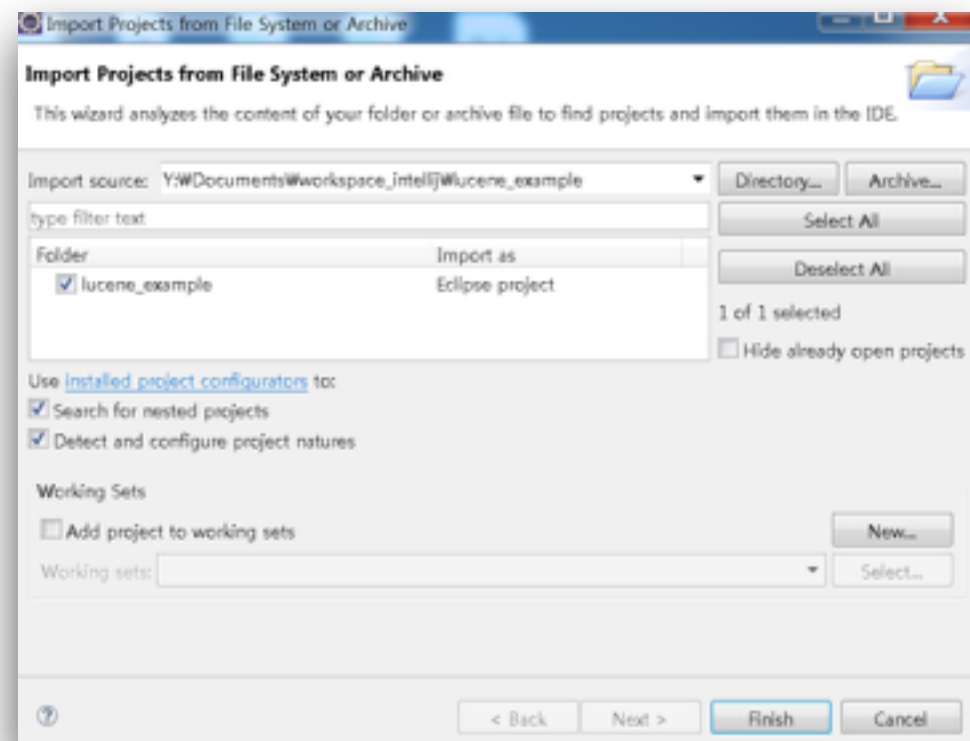 Import Projects from File System or Archive
Import Projects from File System or Archive
This wizard analyzes the content of your folder or archive file to find projects and import them in the IDE.
Import source: Y:₩Documents₩workspace_intellij₩lucene_example Directory... Archive...
type filter text Select All
Folder Import as
Deselect All
lucene_example Eclipse project
1 of 1 selected
Hide already open projects
Use installed project configurators to:
Search for nested projects
Detect and configure project natures
Working Sets
Add project to working sets New...
Working sets: Select...
? < Back Next > Finish Cancel